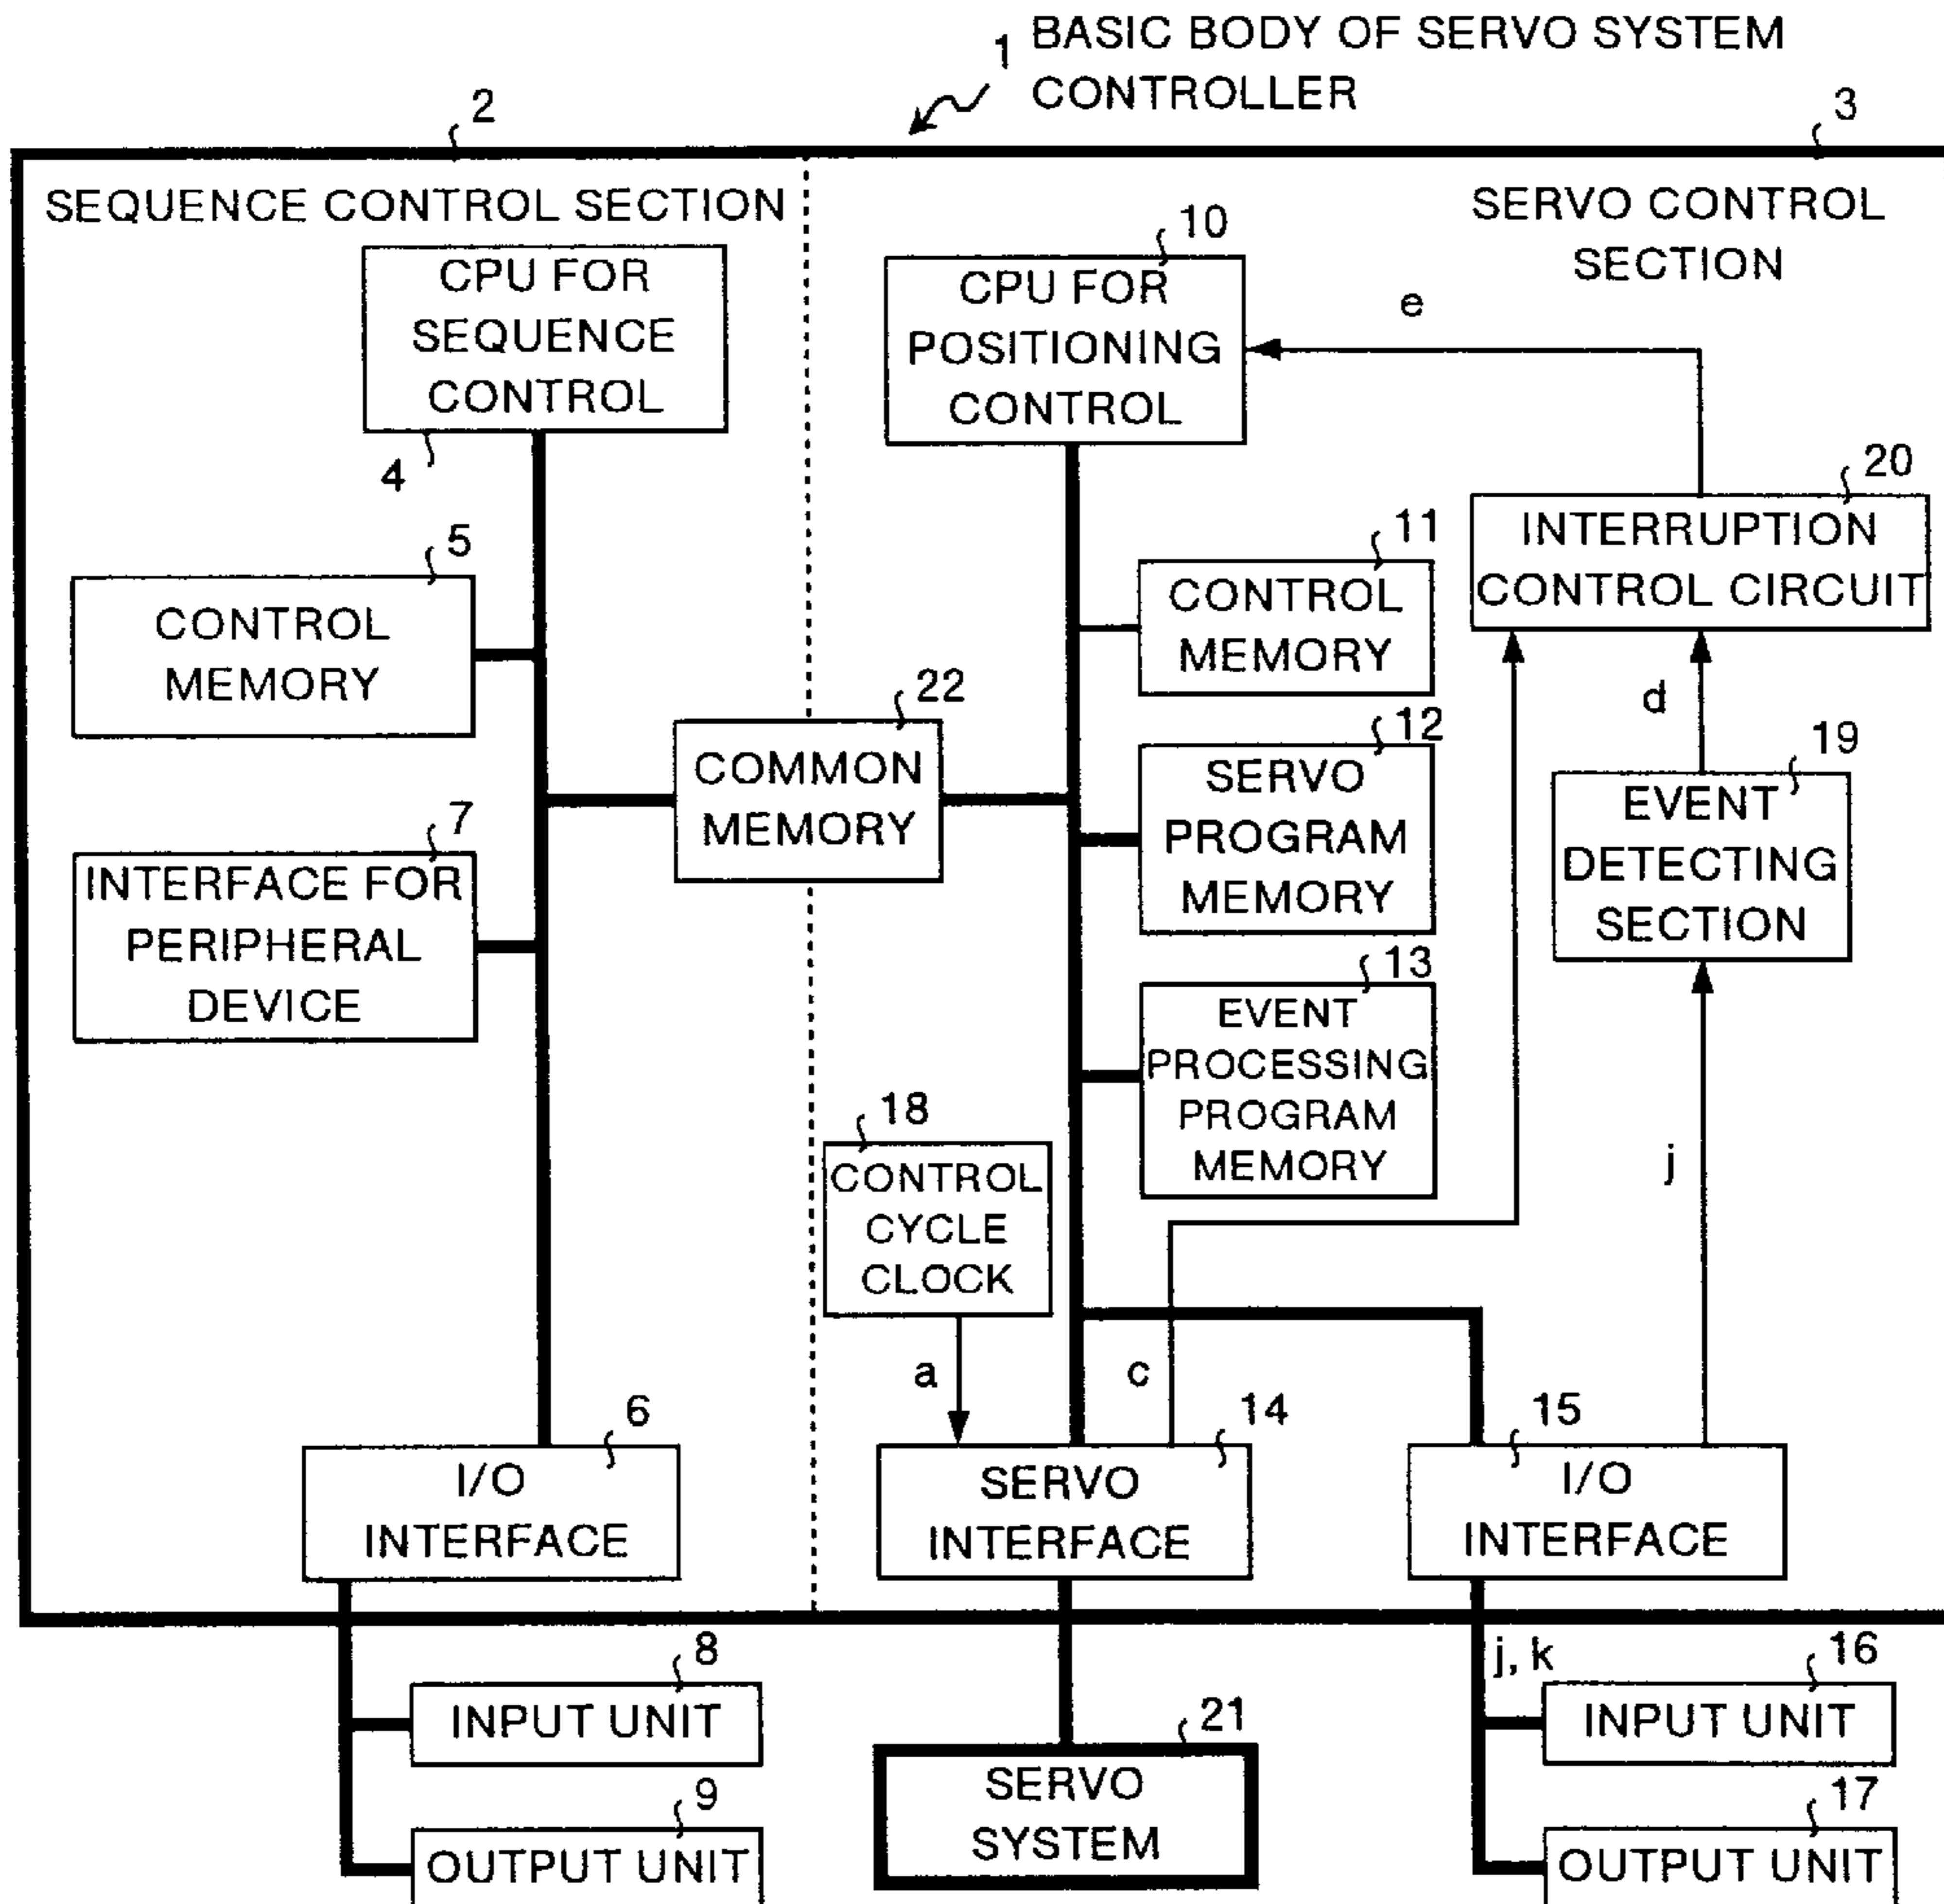 1 BASIC BODY OF SERVO SYSTEM
CONTROLLER
2
3
SEQUENCE CONTROL SECTION
SERVO CONTROL
SECTION
CPU FOR
SEQUENCE
CONTROL
4
10
CPU FOR
POSITIONING
CONTROL
e
20
INTERRUPTION
CONTROL CIRCUIT
5
CONTROL
MEMORY
11
CONTROL
MEMORY
22
COMMON
MEMORY
12
SERVO
PROGRAM
MEMORY
d
19
EVENT
DETECTING
SECTION
7
INTERFACE FOR
PERIPHERAL
DEVICE
13
EVENT
PROCESSING
PROGRAM
MEMORY
18
CONTROL
CYCLE
CLOCK
j
a
c
6
I/O
INTERFACE
14
SERVO
INTERFACE
15
I/O
INTERFACE
8
INPUT UNIT
9
OUTPUT UNIT
21
SERVO
SYSTEM
j, k
16
INPUT UNIT
17
OUTPUT UNIT